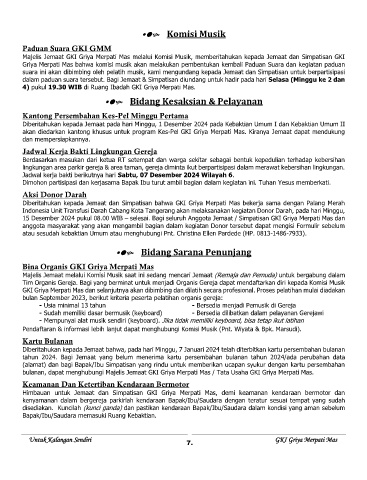 Komisi Musik
Paduan Suara GKI GMM
Majelis Jemaat GKI Griya Merpati Mas melalui Komisi Musik, memberitahukan kepada Jemaat dan Simpatisan GKI
Griya Merpati Mas bahwa komisi musik akan melakukan pembentukan kembali Paduan Suara dan kegiatan paduan
suara ini akan dibimbing oleh pelatih musik, kami mengundang kepada Jemaat dan Simpatisan untuk berpartisipasi
dalam paduan suara tersebut. Bagi Jemaat & Simpatisan diundang untuk hadir pada hari Selasa (Minggu ke 2 dan
4) pukul 19.30 WIB di Ruang Ibadah GKI Griya Merpati Mas.
Bidang Kesaksian & Pelayanan
Kantong Persembahan Kes-Pel Minggu Pertama
Diberitahukan kepada Jemaat pada hari Minggu, 1 Desember 2024 pada Kebaktian Umum I dan Kebaktian Umum II
akan diedarkan kantong khusus untuk program Kes-Pel GKI Griya Merpati Mas. Kiranya Jemaat dapat mendukung
dan mempersiapkannya.
Jadwal Kerja Bakti Lingkungan Gereja
Berdasarkan masukan dari ketua RT setempat dan warga sekitar sebagai bentuk kepedulian terhadap kebersihan
lingkungan area parkir gereja & area taman, gereja diminta ikut berpartisipasi dalam merawat kebersihan lingkungan.
Jadwal kerja bakti berikutnya hari Sabtu, 07 Desember 2024 Wilayah 6.
Dimohon partisipasi dan kerjasama Bapak Ibu turut ambil bagian dalam kegiatan ini. Tuhan Yesus memberkati.
Aksi Donor Darah
Diberitahukan kepada Jemaat dan Simpatisan bahwa GKI Griya Merpati Mas bekerja sama dengan Palang Merah
Indonesia Unit Transfusi Darah Cabang Kota Tangerang akan melaksanakan kegiatan Donor Darah, pada hari Minggu,
15 Desember 2024 pukul 08.00 WIB – selesai. Bagi seluruh Anggota Jemaat / Simpatisan GKI Griya Merpati Mas dan
anggota masyarakat yang akan mengambil bagian dalam kegiatan Donor tersebut dapat mengisi Formulir sebelum
atau sesudah kebaktian Umum atau menghubungi Pnt. Christina Ellen Pardede (HP. 0813-1486-7933).
Bidang Sarana Penunjang
Bina Organis GKI Griya Merpati Mas
Majelis Jemaat melalui Komisi Musik saat ini sedang mencari Jemaat (Remaja dan Pemuda) untuk bergabung dalam
Tim Organis Gereja. Bagi yang berminat untuk menjadi Organis Gereja dapat mendaftarkan diri kepada Komisi Musik
GKI Griya Merpati Mas dan selanjutnya akan dibimbing dan dilatih secara profesional. Proses pelatihan mulai diadakan
bulan September 2023, berikut kriteria peserta pelatihan organis gereja:
- Usia minimal 13 tahun - Bersedia menjadi Pemusik di Gereja
- Sudah memiliki dasar bermusik (keyboard) - Bersedia dilibatkan dalam pelayanan Gerejawi
- Mempunyai alat musik sendiri (keyboard). Jika tidak memiliki keyboard, bisa tetap ikut latihan
Pendaftaran & informasi lebih lanjut dapat menghubungi Komisi Musik (Pnt. Wiyata & Bpk. Marsudi).
Kartu Bulanan
Diberitahukan kepada Jemaat bahwa, pada hari Minggu, 7 Januari 2024 telah diterbitkan kartu persembahan bulanan
tahun 2024. Bagi Jemaat yang belum menerima kartu persembahan bulanan tahun 2024/ada perubahan data
(alamat) dan bagi Bapak/Ibu Simpatisan yang rindu untuk memberikan ucapan syukur dengan kartu persembahan
bulanan, dapat menghubungi Majelis Jemaat GKI Griya Merpati Mas / Tata Usaha GKI Griya Merpati Mas.
Keamanan Dan Ketertiban Kendaraan Bermotor
Himbauan untuk Jemaat dan Simpatisan GKI Griya Merpati Mas, demi keamanan kendaraan bermotor dan
kenyamanan dalam bergereja parkirlah kendaraan Bapak/Ibu/Saudara dengan teratur sesuai tempat yang sudah
disediakan. Kuncilah (kunci ganda) dan pastikan kendaraan Bapak/Ibu/Saudara dalam kondisi yang aman sebelum
Bapak/Ibu/Saudara memasuki Ruang Kebaktian.
Untuk Kalangan Sendiri
7.
GKI Griya Merpati Mas